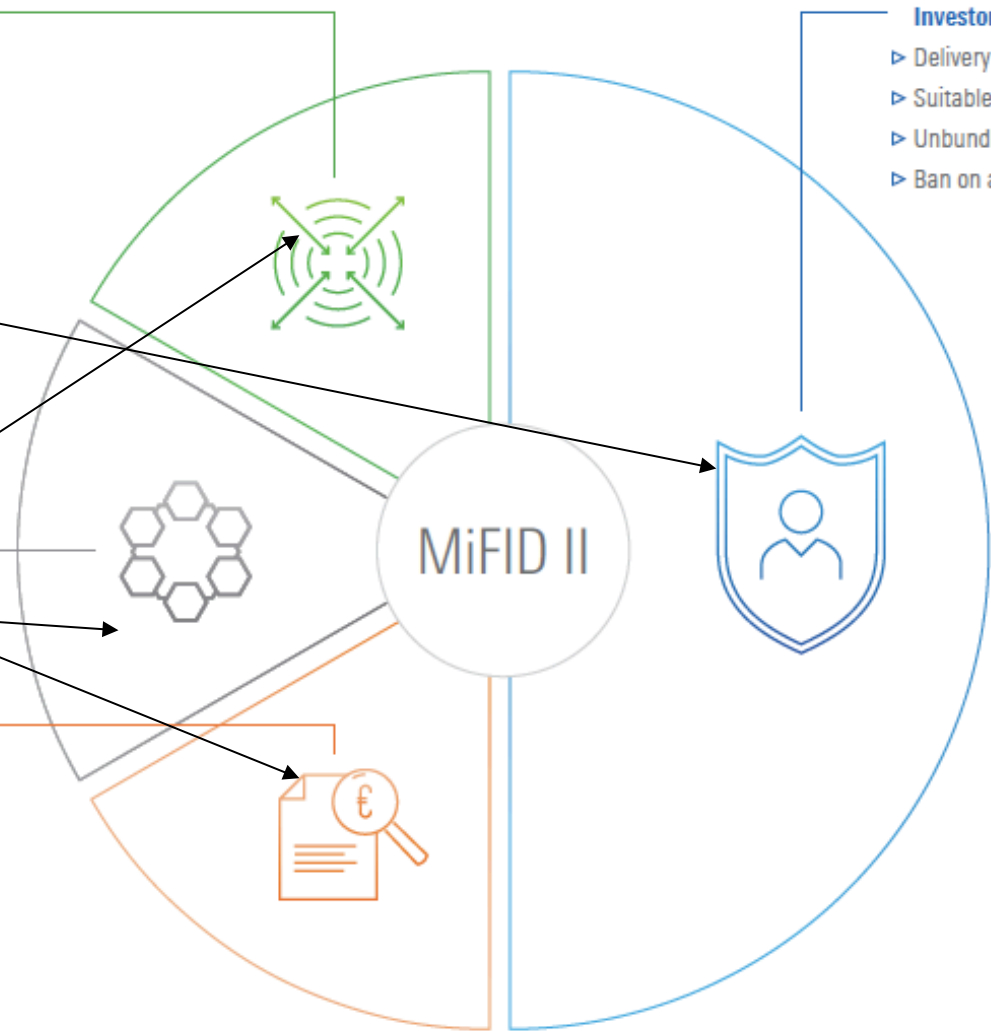 Investor
Delivery
Suitable
Unbund
Ban on a
MiFID II
€